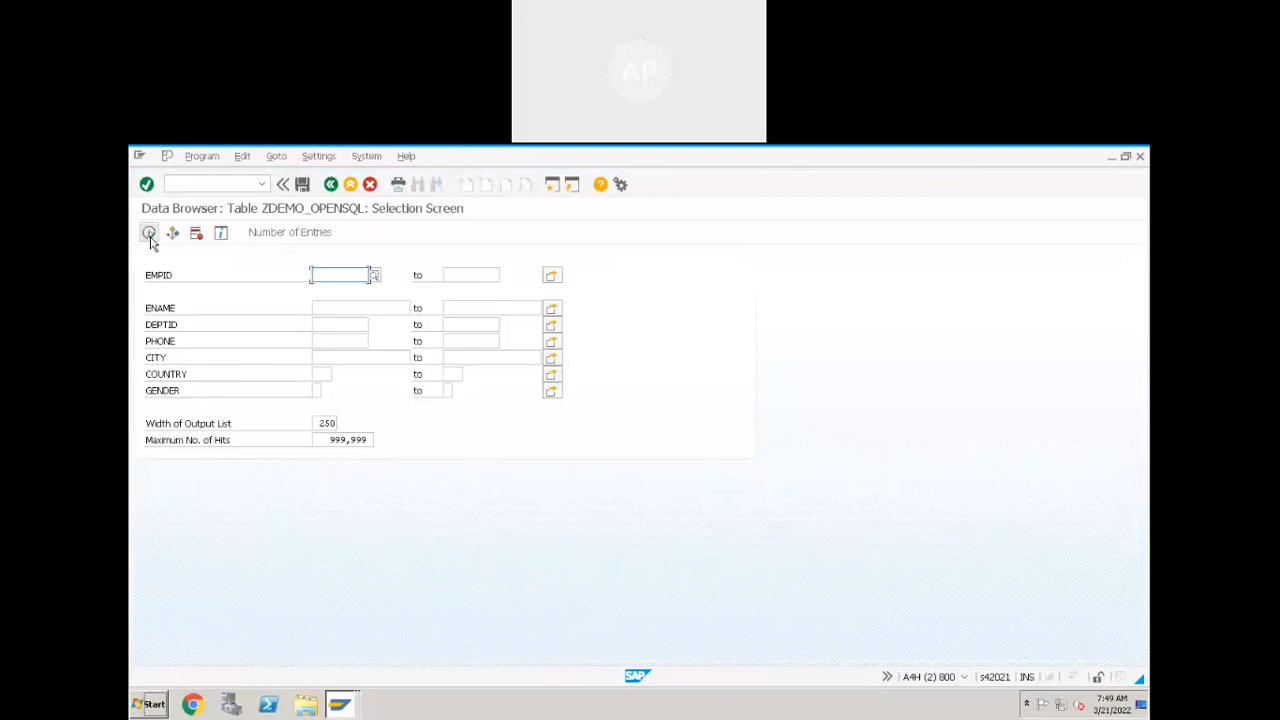 AP
Program Edit Goto Settings System Help
Data Browser: Table ZDEMO_OPENSQL: Selection Screen
Number of Entries
EMPID to
ENAME to
DEPTID to
PHONE to
CITY to
COUNTRY to
GENDER to
Width of Output List 250
Maximum No. of Hits 999,999
SAP
A4H (2) 800 s42021 INS
Start
7:49 AM
3/21/2022